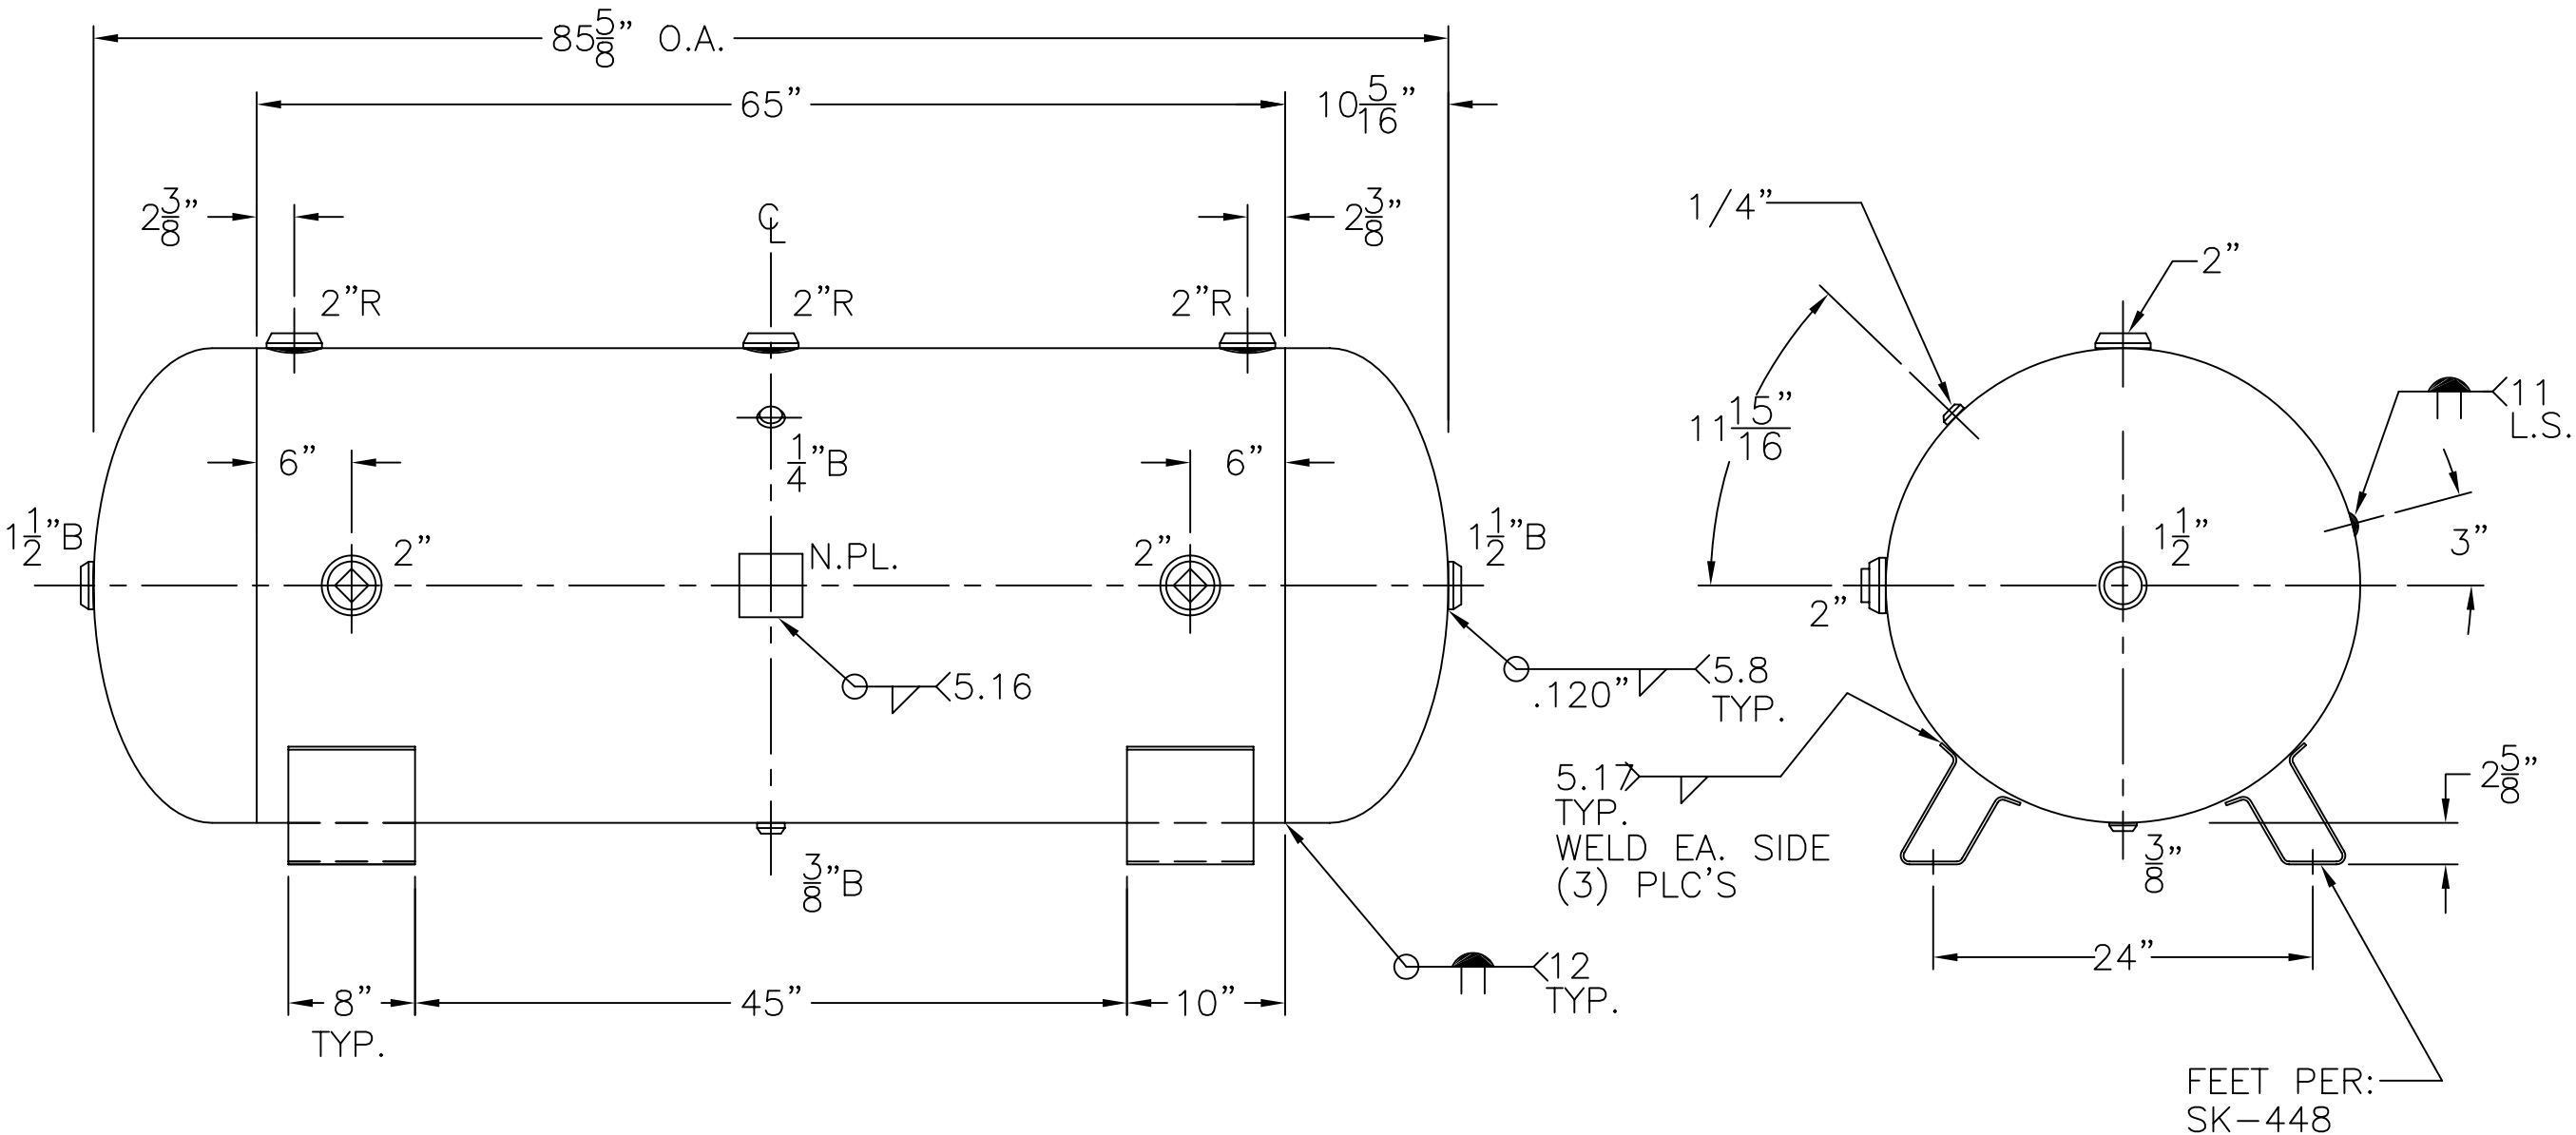 85 5/8” O.A.
65”
10 5/16”
2 3/8”
℄
2 3/8”
1/4”
2”
2”R
2”R
2”R
11 15/16”
11
L.S.
6”
1/4”B
6”
1 1/2”B
2”
N.PL.
2”
1 1/2”B
1 1/2”
3”
2”
5.16
5.8
TYP.
.120”
5.17
TYP.
WELD EA. SIDE
(3) PLC’S
2 5/8”
3/8”B
3/8”
24”
12
TYP.
8”
TYP.
45”
10”
FEET PER:
SK-448